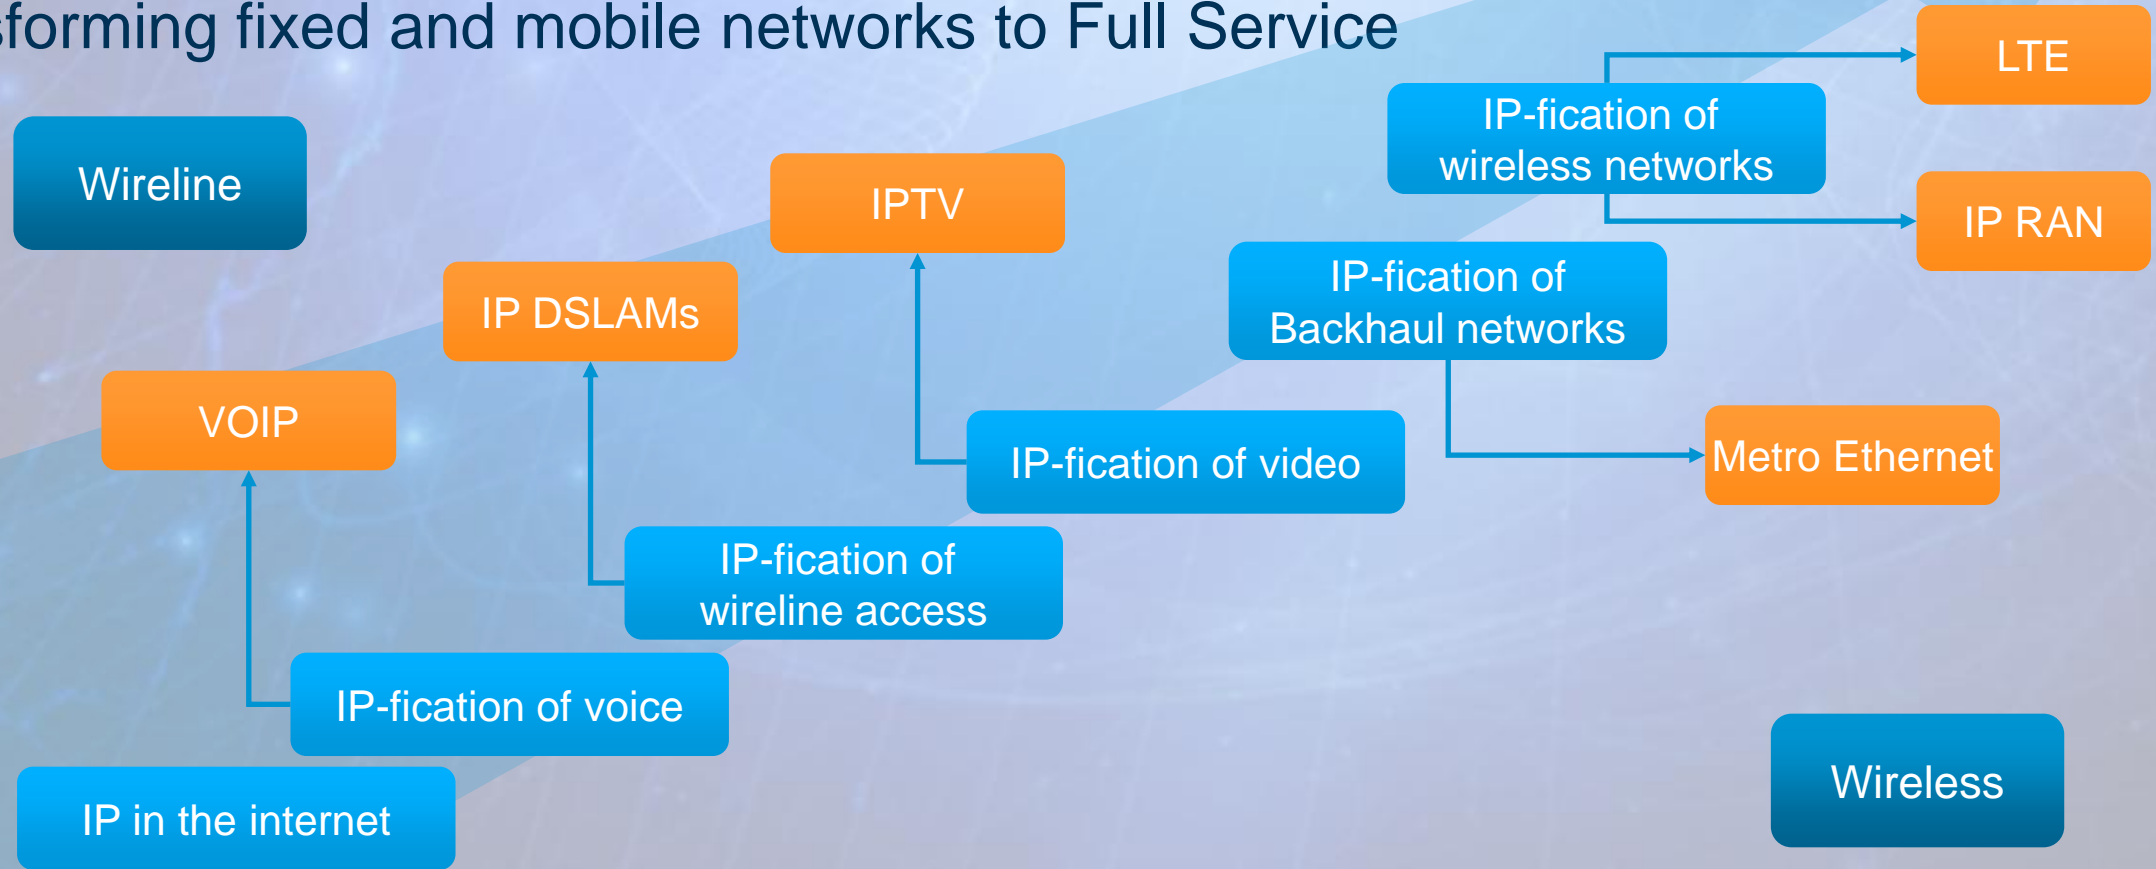 forming fixed and mobile networks to Full Service
LTE
IP-fication of
wireless networks
Wireline
IPTV
IP RAN
IP DSLAMs
IP-fication of
Backhaul networks
VOIP
Metro Ethernet
IP-fication of video
IP-fication of
wireline access
IP-fication of voice
Wireless
IP in the internet